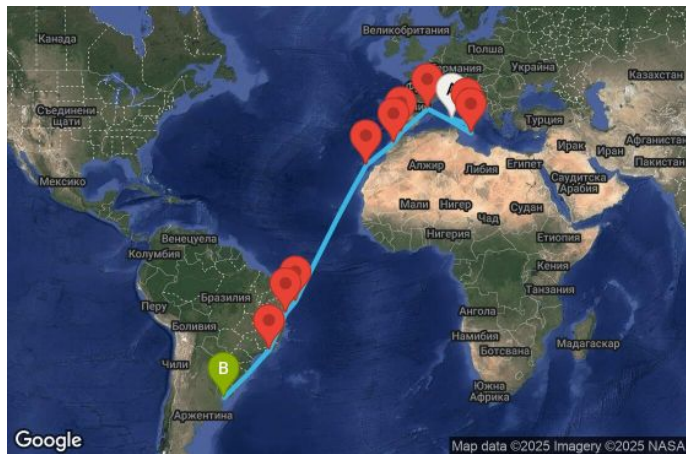 Канада
Великобритания
Полша
Германия
Украйна
Казахстан
Съединени
щати
Турция
Ирак
Иран
Афганистан
Пакистан
Алжир
Либия
Египет
Саудитска
Арабия
Мексико
Мали
Нигер
Чад
Судан
Нигерия
Етиопия
Венецуела
Колумбия
Кения
Танзания
Перу
Бразилия
Боливия
Ангола
Намибия
Ботсвана
Мадагаскар
Чили
B
Южна
Африка
Аржентина
Google
Map data ©2025 Imagery ©2025 NASA